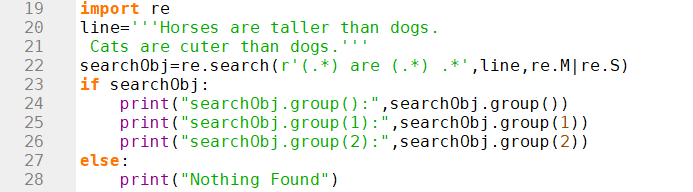 19 import re
20 line='''Horses are taller than dogs.
21  Cats are cuter than dogs.'''
22 searchObj=re.search(r'(.*) are (.*) .*',line,re.M|re.S)
23 if searchObj:
24     print("searchObj.group():",searchObj.group())
25     print("searchObj.group(1):",searchObj.group(1))
26     print("searchObj.group(2):",searchObj.group(2))
27 else:
28     print("Nothing Found")